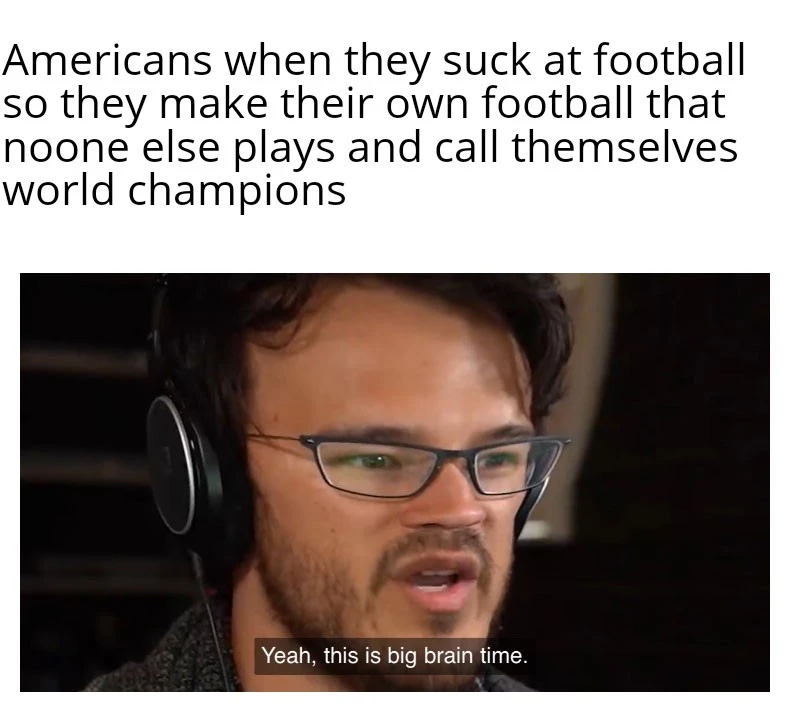 Americans when they suck at football
so they make their own football that
noone else plays and call themselves
world champions
Yeah, this is big brain time.